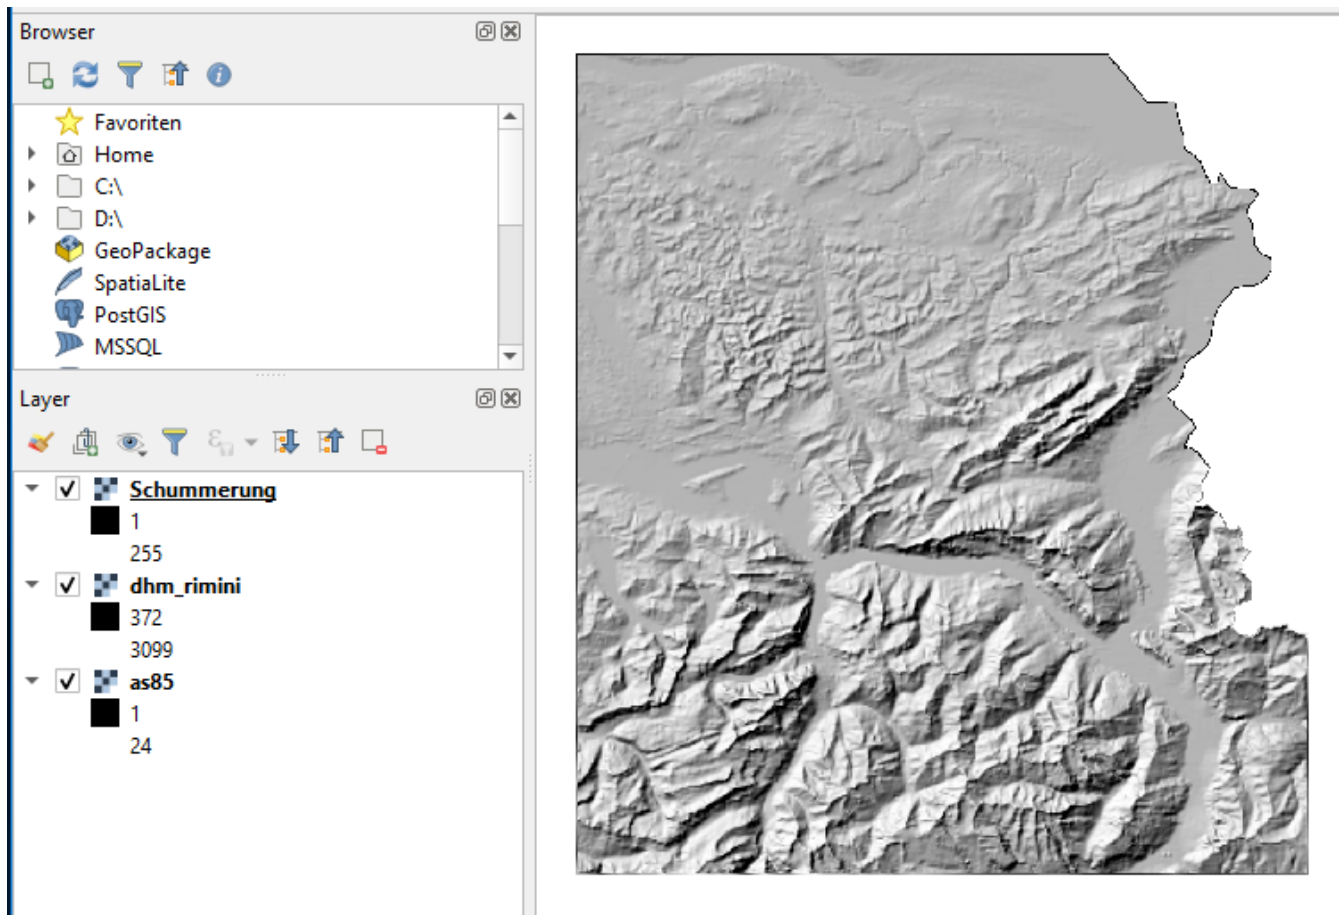 Browser
Favoriten
Home
C:\
D:\
GeoPackage
SpatiaLite
PostGIS
MSSQL
Layer
Schummerung
1
255
dhm_rimini
372
3099
as85
1
24